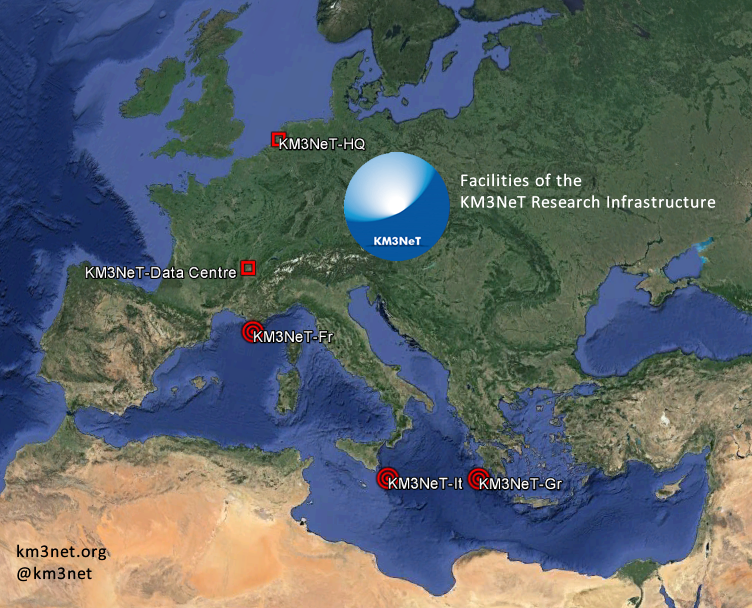 KM3NeT-HQ
Facilities of the
KM3NeT Research Infrastructure
KM3NeT
KM3NeT-Data Centre
KM3NeT-Fr
KM3NeT-It
KM3NeT-Gr
km3net.org
@km3net